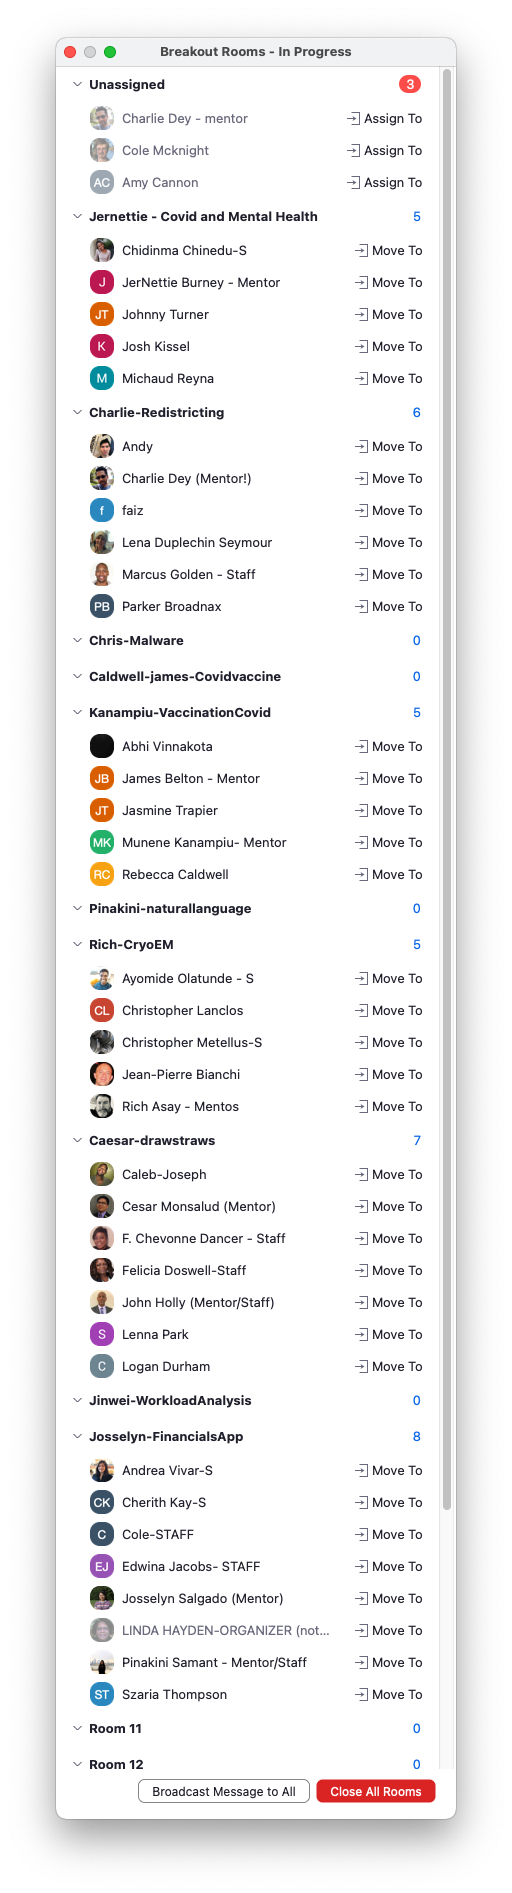 Breakout Rooms - In Progress
Unassigned 3
Charlie Dey - mentor Assign To
Cole Mcknight Assign To
AC Amy Cannon Assign To
Jernettie - Covid and Mental Health 5
Chidinma Chinedu-S Move To
J JerNettie Burney - Mentor Move To
JT Johnny Turner Move To
K Josh Kissel Move To
M Michaud Reyna Move To
Charlie-Redistricting 6
Andy Move To
Charlie Dey (Mentor!) Move To
f faiz Move To
Lena Duplechin Seymour Move To
Marcus Golden - Staff Move To
PB Parker Broadnax Move To
Chris-Malware 0
Caldwell-james-Covidvaccine 0
Kanampiu-VaccinationCovid 5
Abhi Vinnakota Move To
JB James Belton - Mentor Move To
JT Jasmine Trapier Move To
MK Munene Kanampiu- Mentor Move To
RC Rebecca Caldwell Move To
Pinakini-naturallanguage 0
Rich-CryoEM 5
Ayomide Olatunde - S Move To
CL Christopher Lanclos Move To
Christopher Metellus-S Move To
Jean-Pierre Bianchi Move To
Rich Asay - Mentos Move To
Caesar-drawstraws 7
Caleb-Joseph Move To
Cesar Monsalud (Mentor) Move To
F. Chevonne Dancer - Staff Move To
Felicia Doswell-Staff Move To
John Holly (Mentor/Staff) Move To
S Lenna Park Move To
C Logan Durham Move To
Jinwei-WorkloadAnalysis 0
Josselyn-FinancialsApp 8
Andrea Vivar-S Move To
CK Cherith Kay-S Move To
C Cole-STAFF Move To
EJ Edwina Jacobs- STAFF Move To
Josselyn Salgado (Mentor) Move To
LINDA HAYDEN-ORGANIZER (not... Move To
Pinakini Samant - Mentor/Staff Move To
ST Szaria Thompson Move To
Room 11 0
Room 12 0
Broadcast Message to All Close All Rooms